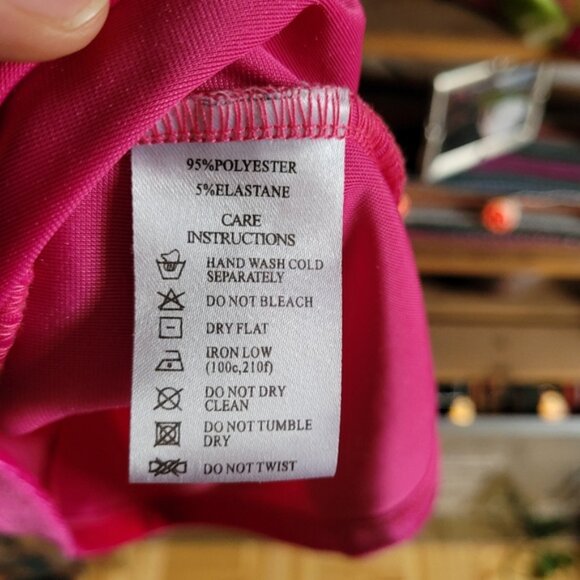 95%POLYESTER
5%ELASTANE
CARE
INSTRUCTIONS
HAND WASH COLD
SEPARATELY
DO NOT BLEACH
DRY FLAT
IRON LOW
(100c,210f)
DO NOT DRY
CLEAN
DO NOT TUMBLE
DRY
DO NOT TWIST